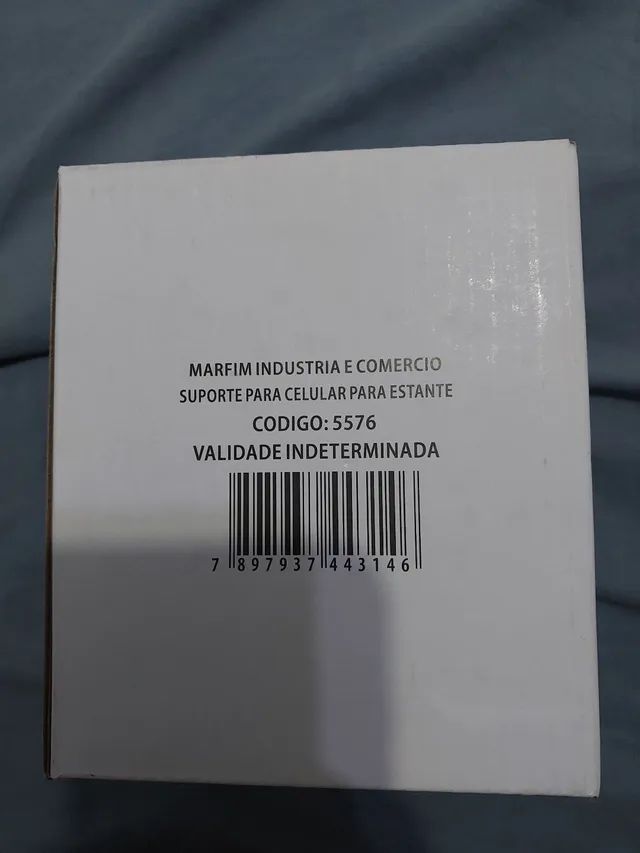 MARFIM INDUSTRIA E COMERCIO
SUPORTE PARA CELULAR PARA ESTANTE
CODIGO: 5576
VALIDADE INDETERMINADA
7 897937 443146